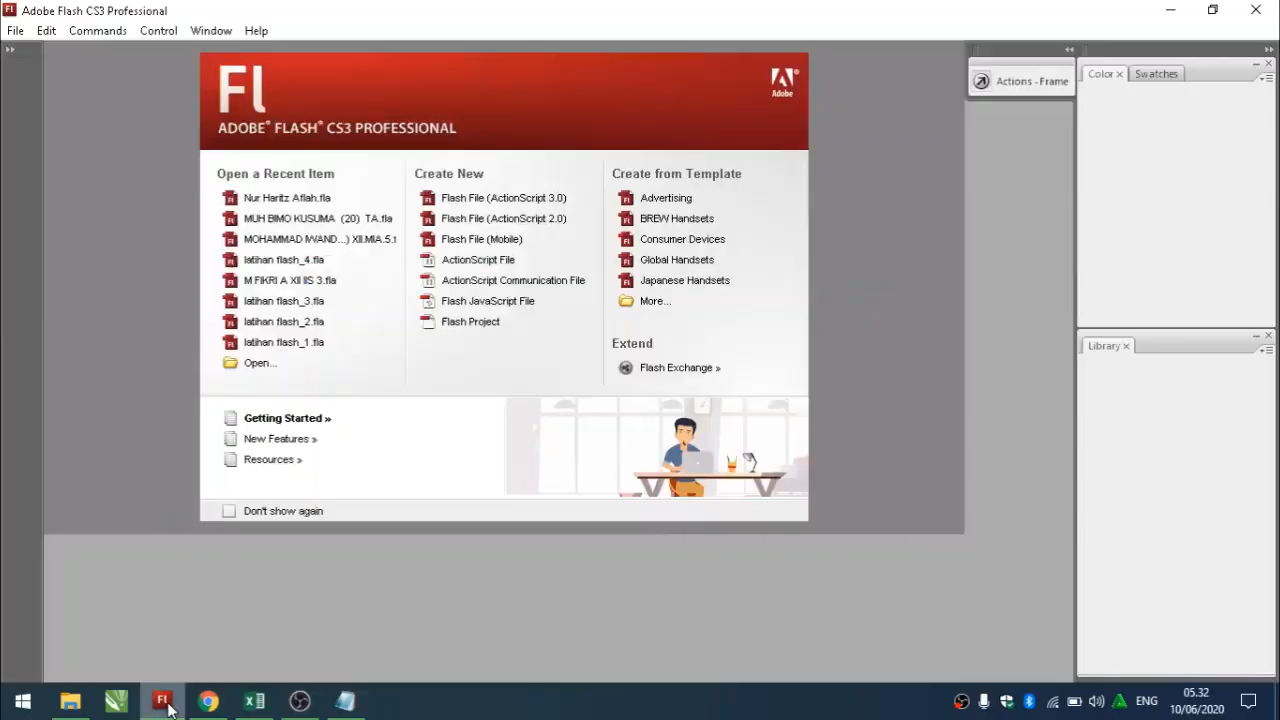 Adobe Flash CS3 Professional
File Edit Commands Control Window Help
Fl
Adobe
ADOBE® FLASH® CS3 PROFESSIONAL
Open a Recent Item
Nur Haritz Aflah.fla
MUH BIMO KUSUMA (20) TA.fla
MOHAMMAD IWAND...) XII.MIA.5.f
latihan flash_4.fla
M FIKRI A XII IIS 3.fla
latihan flash_3.fla
latihan flash_2.fla
latihan flash_1.fla
Open...
Create New
Flash File (ActionScript 3.0)
Flash File (ActionScript 2.0)
Flash File (Mobile)
ActionScript File
ActionScript Communication File
Flash JavaScript File
Flash Project
Create from Template
Advertising
BREW Handsets
Consumer Devices
Global Handsets
Japanese Handsets
More...
Extend
Flash Exchange »
Getting Started »
New Features »
Resources »
Don't show again
Actions - Frame
Color Swatches
Library
ENG
05.32
10/06/2020